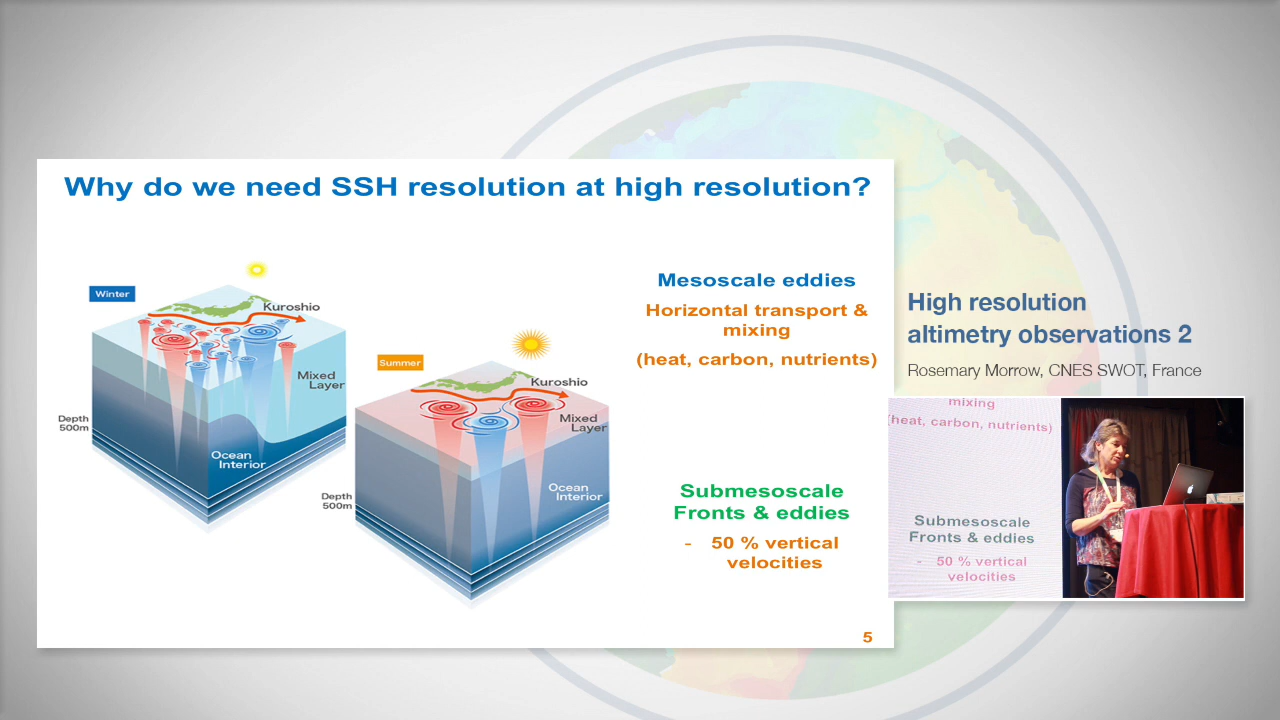 Why do we need SSH resolution at high resolution?
Winter
Kuroshio
Mixed
Layer
Depth
500m
Ocean
Interior
Summer
Kuroshio
Mixed
Layer
Depth
500m
Ocean
Interior
Mesoscale eddies
Horizontal transport &
mixing
(heat, carbon, nutrients)
Submesoscale
Fronts & eddies
- 50 % vertical
velocities
5
High resolution
altimetry observations 2
Rosemary Morrow, CNES SWOT, France
mixing
(heat, carbon, nutrients)
Submesoscale
Fronts & eddies
- 50 % vertical
velocities